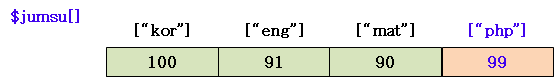 $jumsu[]
[“kor”] [“eng”] [“mat”] [“php”]
100 91 90 99